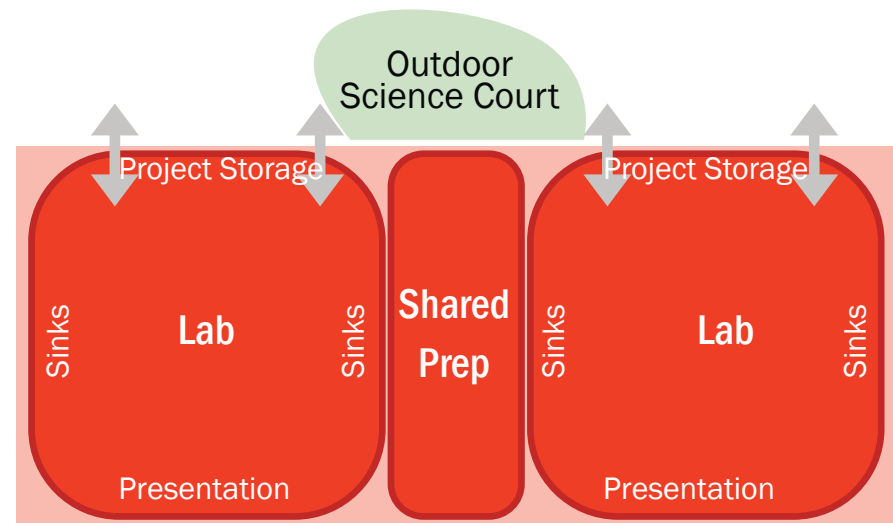 Outdoor
Science Court
Project Storage
Project Storage
Sinks
Lab
Sinks
Shared
Prep
Sinks
Lab
Sinks
Presentation
Presentation